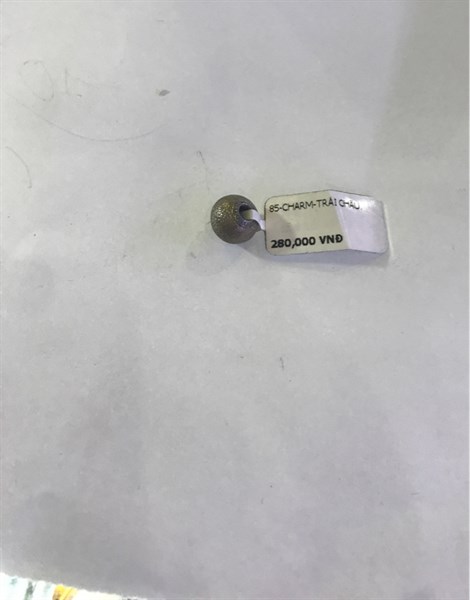 85-CHARM-TRÁI CHÂU
280,000 VNĐ